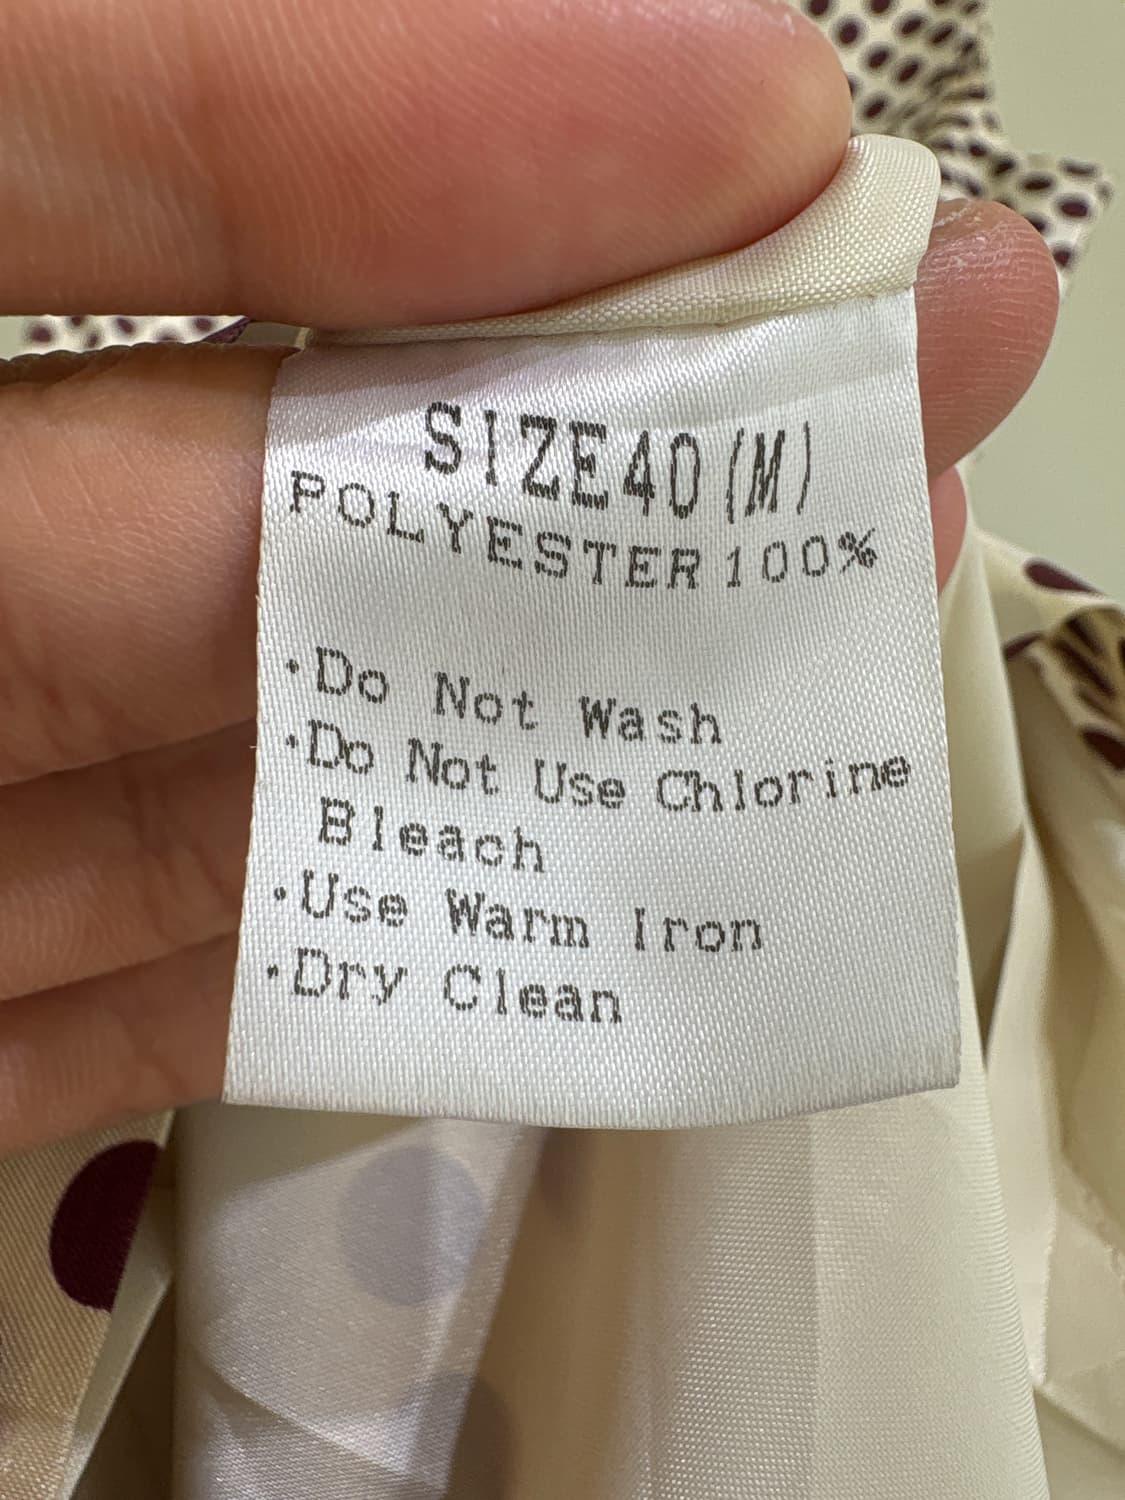 SIZE40(M)
POLYESTER100%
·Do Not Wash
·Do Not Use Chlorine
Bleach
·Use Warm Iron
·Dry Clean